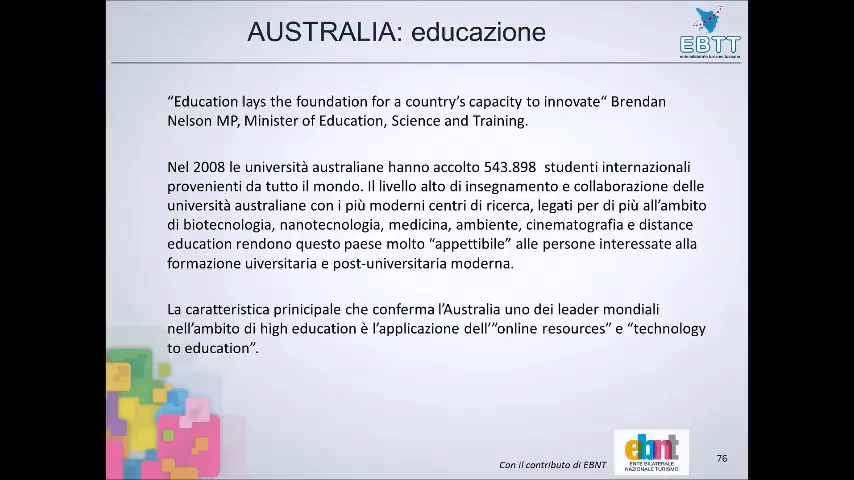 AUSTRALIA: educazione
EBTT
“Education lays the foundation for a country’s capacity to innovate“ Brendan
Nelson MP, Minister of Education, Science and Training.
Nel 2008 le università australiane hanno accolto 543.898 studenti internazionali
provenienti da tutto il mondo. Il livello alto di insegnamento e collaborazione delle
università australiane con i più moderni centri di ricerca, legati per di più all’ambito
di biotecnologia, nanotecnologia, medicina, ambiente, cinematografia e distance
education rendono questo paese molto “appettibile” alle persone interessate alla
formazione uiversitaria e post-universitaria moderna.
La caratteristica prinicipale che conferma l’Australia uno dei leader mondiali
nell’ambito di high education è l’applicazione dell’”online resources” e “technology
to education”.
Con il contributo di EBNT
ebnt
ENTE BILATERALE
NAZIONALE TURISMO
76